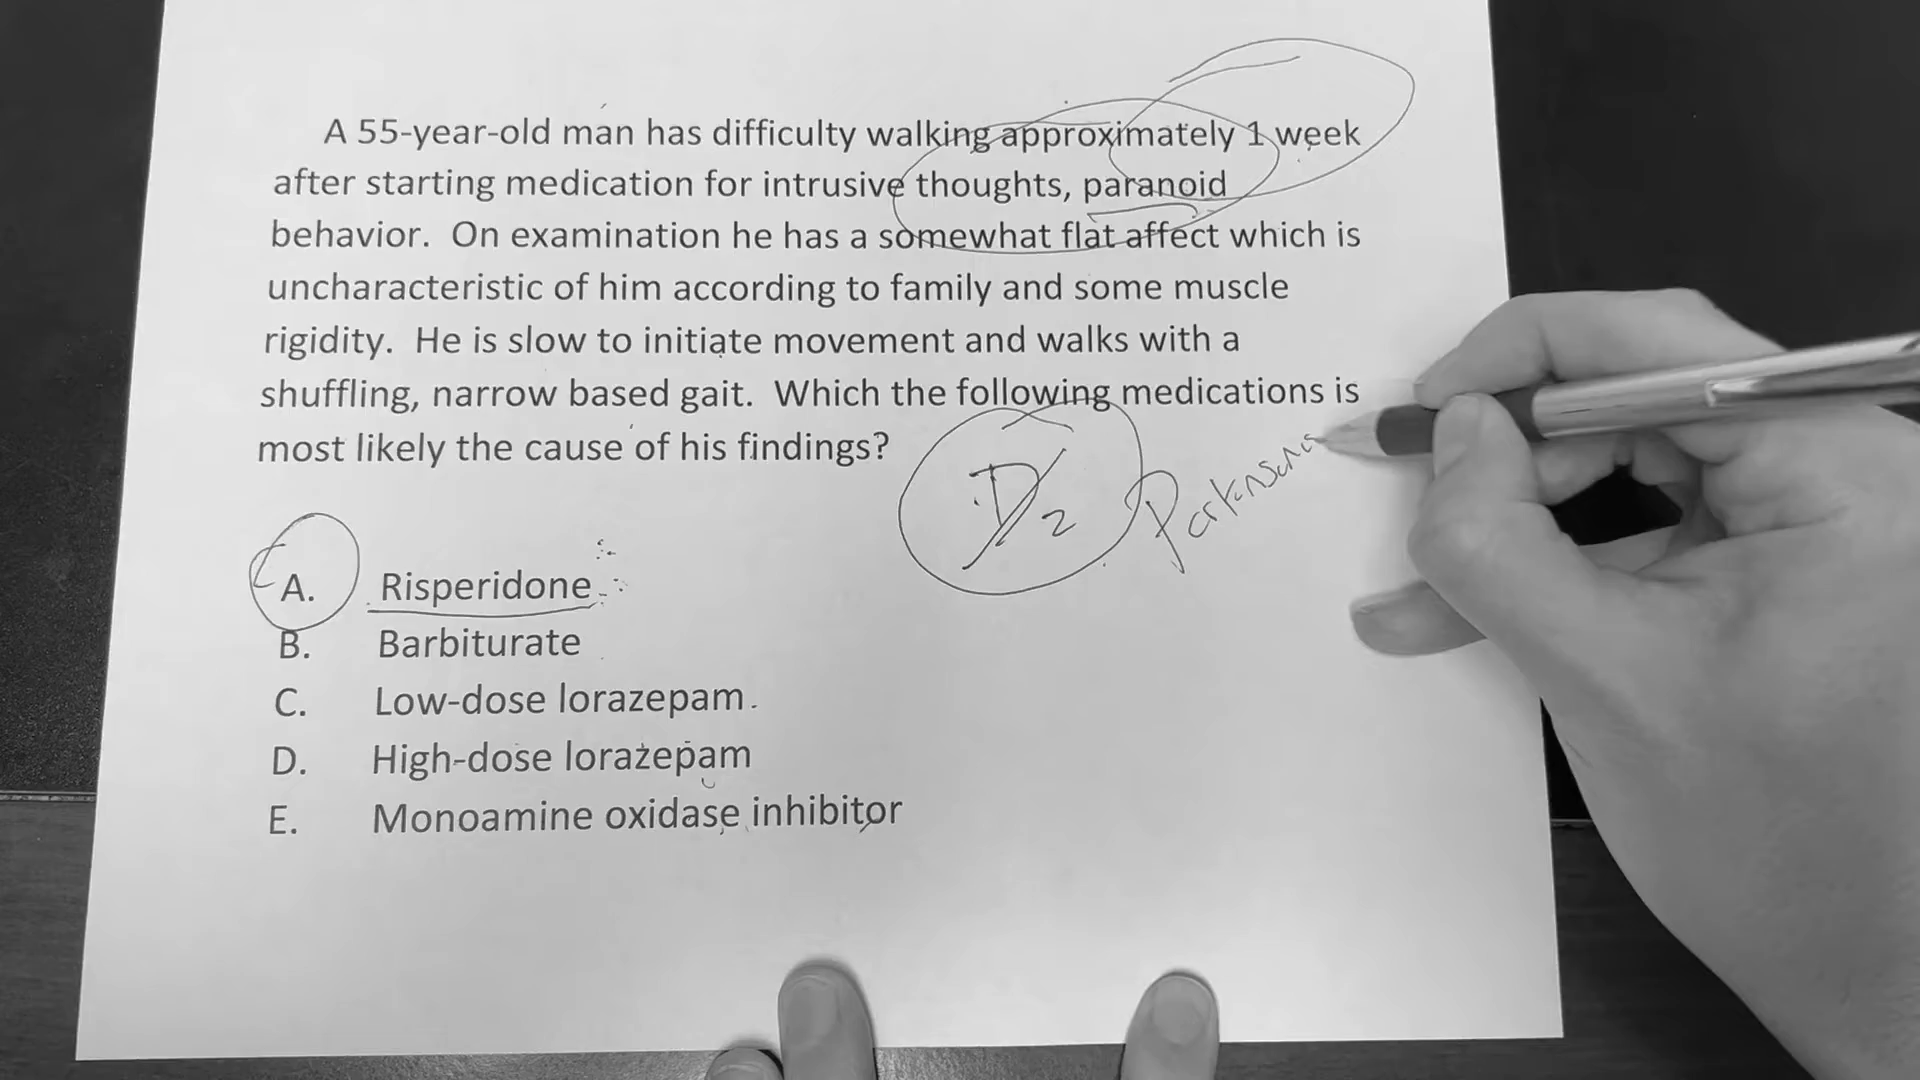 A 55-year-old man has difficulty walking approximately 1 week
after starting medication for intrusive thoughts, paranoid
behavior. On examination he has a somewhat flat affect which is
uncharacteristic of him according to family and some muscle
rigidity. He is slow to initiate movement and walks with a
shuffling, narrow based gait. Which the following medications is
most likely the cause of his findings?
D2
A. Risperidone
B. Barbiturate
C. Low-dose lorazepam
D. High-dose lorazepam
E. Monoamine oxidase inhibitor